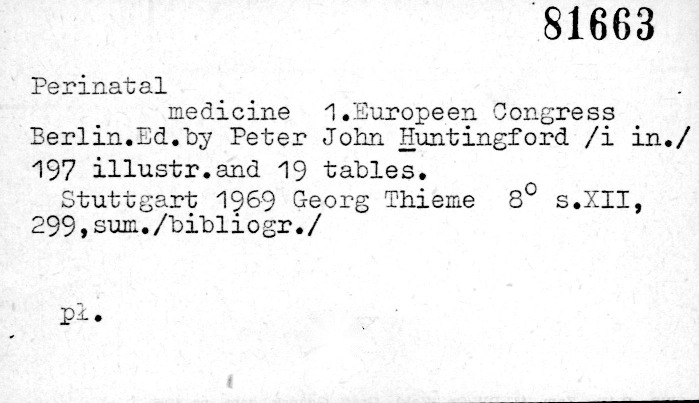 81663
Perinatal
medicine 1.Europeen Congress
Berlin.Ed.by Peter John Huntingford /i in./
197 illustr.and 19 tables.
Stuttgart 1969 Georg Thieme 8° s.XII,
299,sum./bibliogr./
pł.